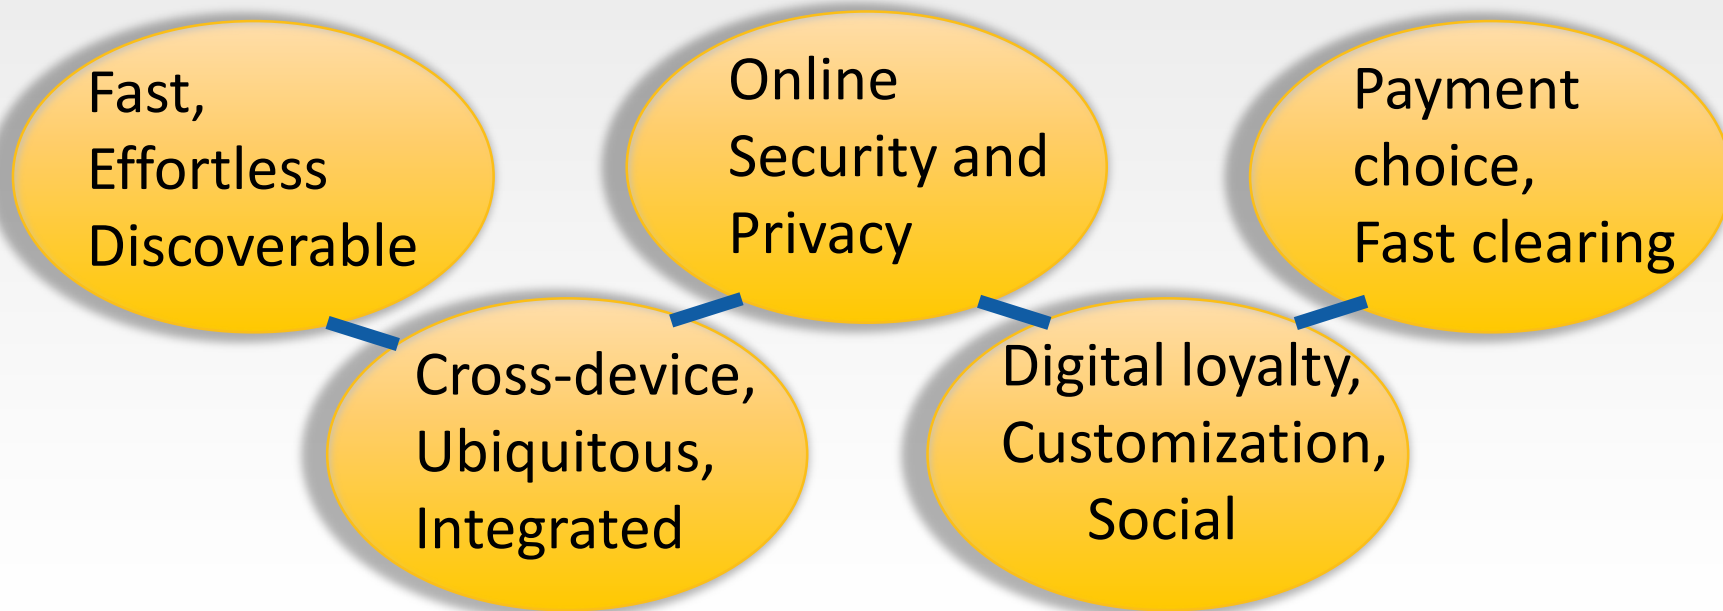 Fast,
Effortless
Discoverable
Cross-device,
Ubiquitous,
Integrated
Online
Security and
Privacy
Digital loyalty,
Customization,
Social
Payment
choice,
Fast clearing